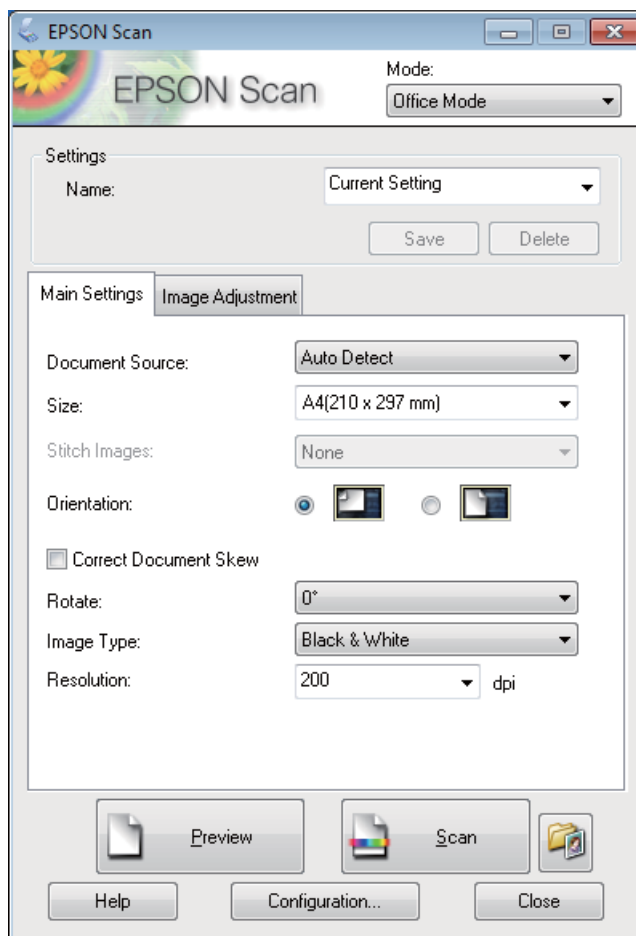 EPSON Scan
EPSON Scan
Mode:
Office Mode
Settings
Name:
Current Setting
Save
Delete
Main Settings
Image Adjustment
Document Source:
Auto Detect
Size:
A4(210 x 297 mm)
Stitch Images:
None
Orientation:
Correct Document Skew
Rotate:
0°
Image Type:
Black & White
Resolution:
200
dpi
Preview
Scan
Help
Configuration...
Close